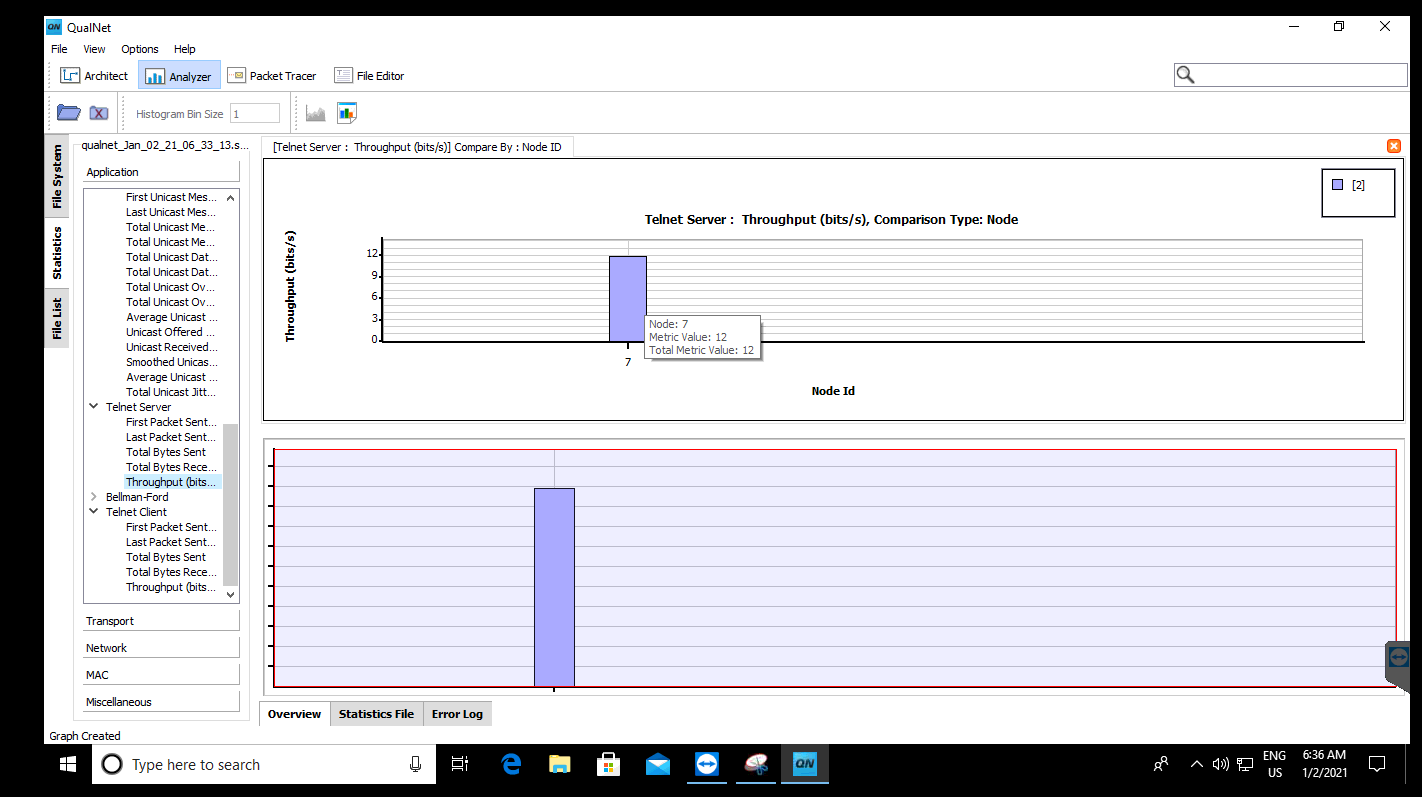 QN QualNet
File View Options Help
Architect Analyzer Packet Tracer File Editor
Histogram Bin Size 1
File System
Statistics
File List
qualnet_Jan_02_21_06_33_13.s...
Application
First Unicast Mes...
Last Unicast Mes...
Total Unicast Me...
Total Unicast Me...
Total Unicast Dat...
Total Unicast Dat...
Total Unicast Ov...
Total Unicast Ov...
Average Unicast ...
Unicast Offered ...
Unicast Received...
Smoothed Unicas...
Average Unicast ...
Total Unicast Jitt...
Telnet Server
First Packet Sent...
Last Packet Sent...
Total Bytes Sent
Total Bytes Rece...
Throughput (bits...
Bellman-Ford
Telnet Client
First Packet Sent...
Last Packet Sent...
Total Bytes Sent
Total Bytes Rece...
Throughput (bits...
Transport
Network
MAC
Miscellaneous
[Telnet Server : Throughput (bits/s)] Compare By : Node ID
[2]
Telnet Server : Throughput (bits/s), Comparison Type: Node
Throughput (bits/s)
12
9
6
3
0
Node: 7
Metric Value: 12
Total Metric Value: 12
7
Node Id
Overview Statistics File Error Log
Graph Created
Type here to search
QN
ENG
US
6:36 AM
1/2/2021